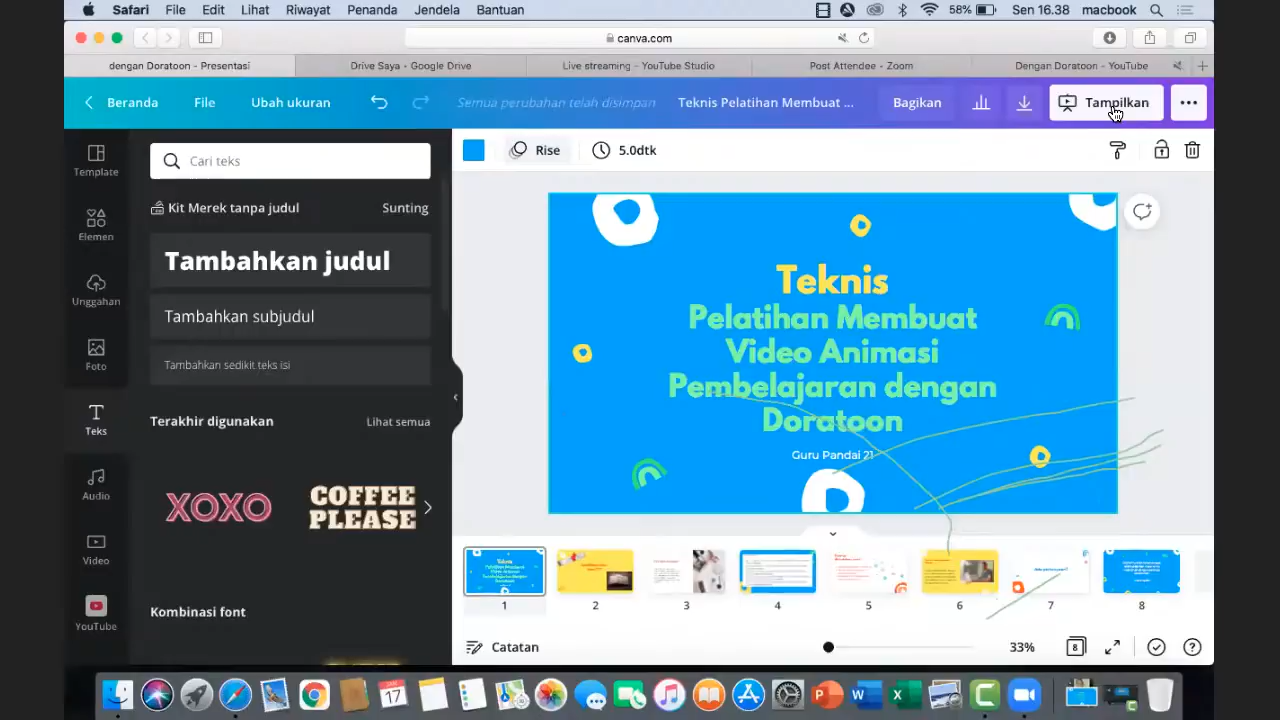 Safari File Edit Lihat Riwayat Penanda Jendela Bantuan 58% Sen 16.38 macbook
canva.com
dengan Doratoon - Presentasi Drive Saya - Google Drive Live streaming - YouTube Studio Post Attendee - Zoom Dengan Doratoon - YouTube
Beranda File Ubah ukuran Semua perubahan telah disimpan Teknis Pelatihan Membuat ... Bagikan Tampilkan
Template
Elemen
Unggahan
Foto
Teks
Audio
Video
YouTube
Cari teks
Kit Merek tanpa judul Sunting
Tambahkan judul
Tambahkan subjudul
Tambahkan sedikit teks isi
Terakhir digunakan Lihat semua
XOXO
COFFEE
PLEASE
Kombinasi font
Rise 5.0dtk
Teknis
Pelatihan Membuat
Video Animasi
Pembelajaran dengan
Doratoon
Guru Pandai 21
1 2 3 4 5 6 7 8
Catatan 33% 8
17